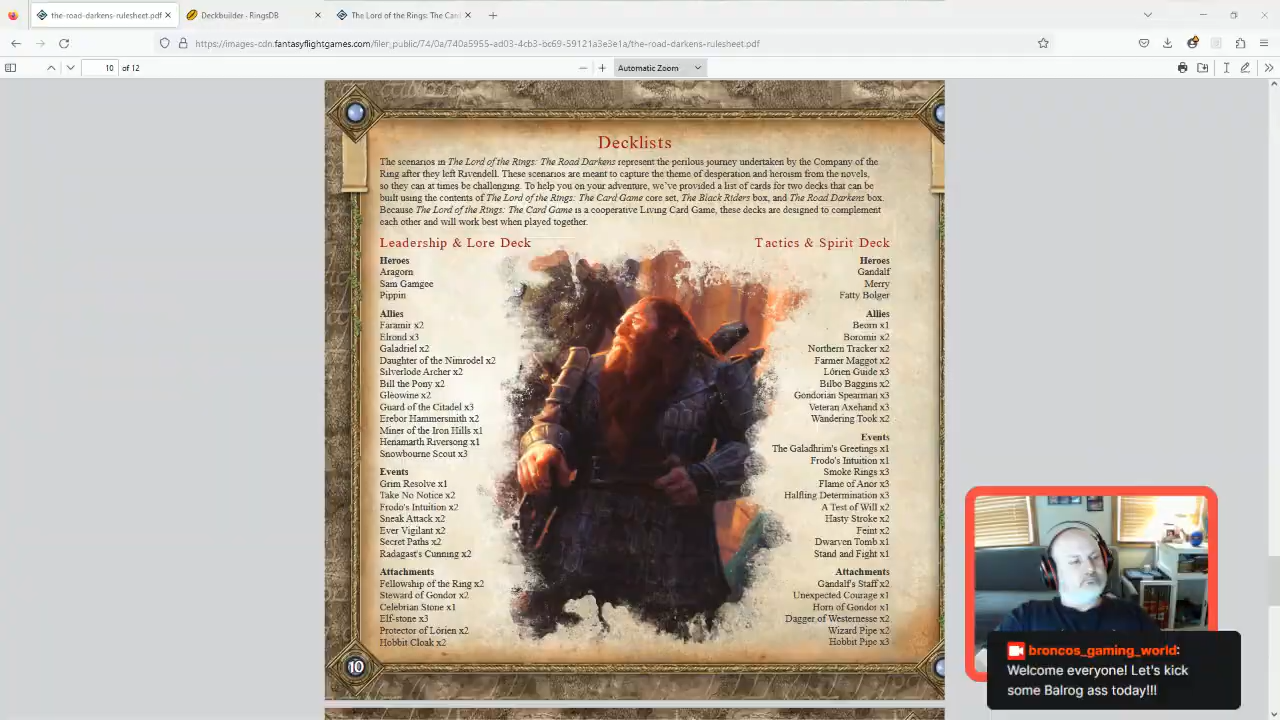 the-road-darkens-rulesheet.pdf
Deckbuilder · RingsDB
The Lord of the Rings: The Card
https://images-cdn.fantasyflightgames.com/filer_public/74/0a/740a5955-ad03-4cb3-bc69-59121a3e3e1a/the-road-darkens-rulesheet.pdf
10 of 12
Automatic Zoom
Decklists
The scenarios in The Lord of the Rings: The Road Darkens represent the perilous journey undertaken by the Company of the
Ring after they left Rivendell. These scenarios are meant to capture the theme of desperation and heroism from the novels,
so they can at times be challenging. To help you on your adventure, we've provided a list of cards for two decks that can be
built using the contents of The Lord of the Rings: The Card Game core set, The Black Riders box, and The Road Darkens box.
Because The Lord of the Rings: The Card Game is a cooperative Living Card Game, these decks are designed to complement
each other and will work best when played together.
Leadership & Lore Deck
Heroes
Aragorn
Sam Gamgee
Pippin
Allies
Faramir x2
Elrond x3
Galadriel x2
Daughter of the Nimrodel x2
Silverlode Archer x2
Bill the Pony x2
Gléowine x2
Guard of the Citadel x3
Erebor Hammersmith x2
Miner of the Iron Hills x1
Henamarth Riversong x1
Snowbourne Scout x3
Events
Grim Resolve x1
Take No Notice x2
Frodo's Intuition x2
Sneak Attack x2
Ever Vigilant x2
Secret Paths x2
Radagast's Cunning x2
Attachments
Fellowship of the Ring x2
Steward of Gondor x2
Celebrían Stone x1
Elf-stone x3
Protector of Lórien x2
Hobbit Cloak x2
Tactics & Spirit Deck
Heroes
Gandalf
Merry
Fatty Bolger
Allies
Beorn x1
Boromir x2
Northern Tracker x2
Farmer Maggot x2
Lórien Guide x3
Bilbo Baggins x2
Gondorian Spearman x3
Veteran Axehand x3
Wandering Took x2
Events
The Galadhrim's Greetings x1
Frodo's Intuition x1
Smoke Rings x3
Flame of Anor x3
Halfling Determination x3
A Test of Will x2
Hasty Stroke x2
Feint x2
Dwarven Tomb x1
Stand and Fight x1
Attachments
Gandalf's Staff x2
Unexpected Courage x1
Horn of Gondor x1
Dagger of Westernesse x2
Wizard Pipe x2
Hobbit Pipe x3
10
broncos_gaming_world:
Welcome everyone! Let's kick
some Balrog ass today!!!